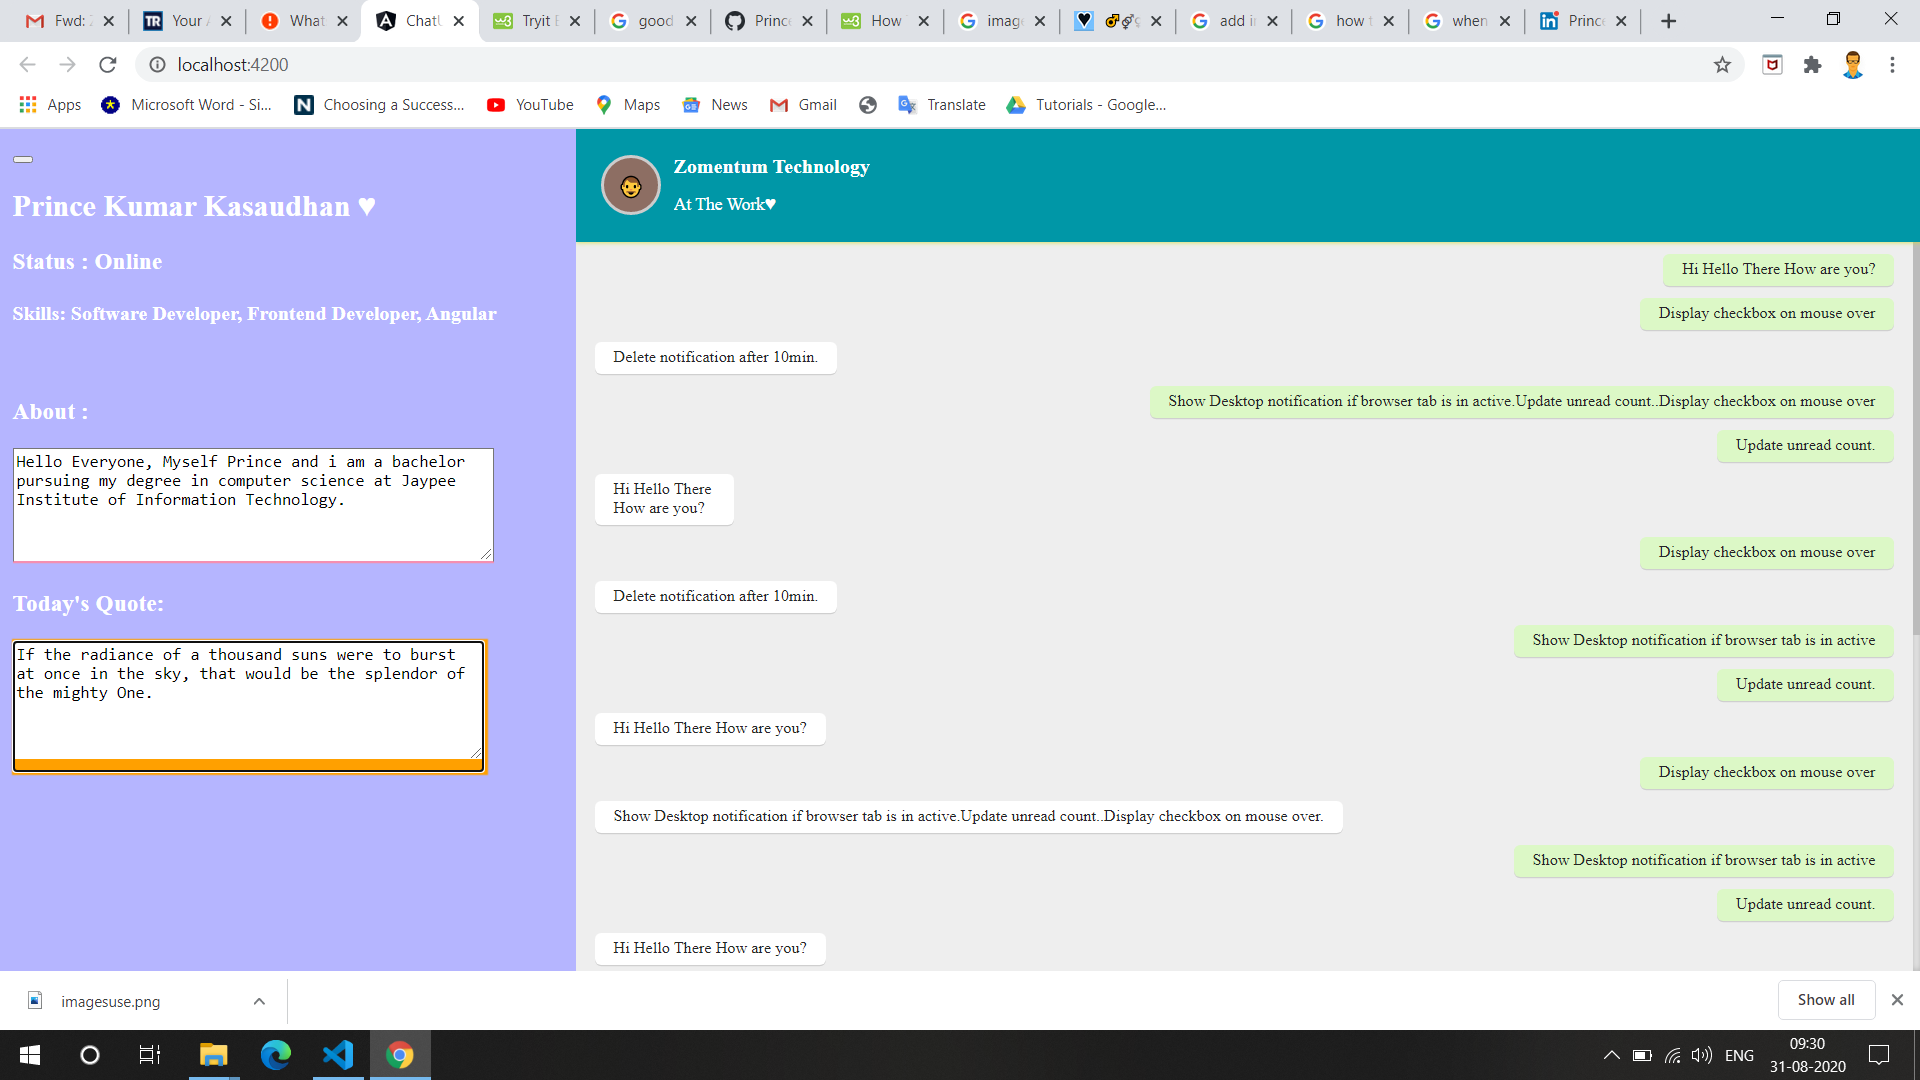 Fwd: Z
Your A
What
ChatU
Tryit E
good
Prince
How
image
add i
how t
when
Prince
localhost:4200
Apps
Microsoft Word - Si...
Choosing a Success...
YouTube
Maps
News
Gmail
Translate
Tutorials - Google...
Prince Kumar Kasaudhan ♥
Status : Online
Skills: Software Developer, Frontend Developer, Angular
About :
Hello Everyone, Myself Prince and i am a bachelor
pursuing my degree in computer science at Jaypee
Institute of Information Technology.
Today's Quote:
If the radiance of a thousand suns were to burst
at once in the sky, that would be the splendor of
the mighty One.
Zomentum Technology
At The Work♥
Hi Hello There How are you?
Display checkbox on mouse over
Delete notification after 10min.
Show Desktop notification if browser tab is in active.Update unread count..Display checkbox on mouse over
Update unread count.
Hi Hello There
How are you?
Display checkbox on mouse over
Delete notification after 10min.
Show Desktop notification if browser tab is in active
Update unread count.
Hi Hello There How are you?
Display checkbox on mouse over
Show Desktop notification if browser tab is in active.Update unread count..Display checkbox on mouse over.
Show Desktop notification if browser tab is in active
Update unread count.
Hi Hello There How are you?
imagesuse.png
Show all
ENG
09:30
31-08-2020